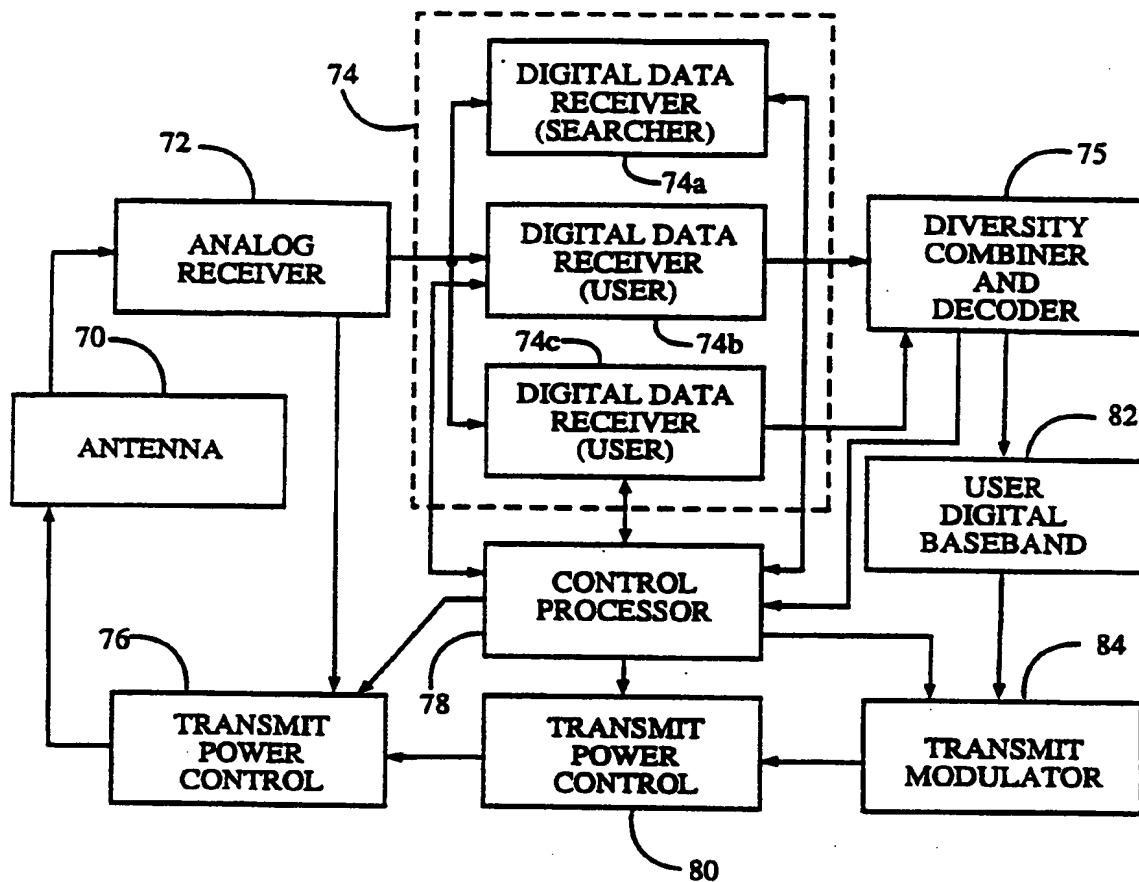 74
DIGITAL DATA
RECEIVER
(SEARCHER)
74a
72
ANALOG
RECEIVER
DIGITAL DATA
RECEIVER
(USER)
74b
75
DIVERSITY
COMBINER
AND
DECODER
70
ANTENNA
74c
DIGITAL DATA
RECEIVER
(USER)
82
USER
DIGITAL
BASEBAND
CONTROL
PROCESSOR
78
76
TRANSMIT
POWER
CONTROL
TRANSMIT
POWER
CONTROL
80
84
TRANSMIT
MODULATOR